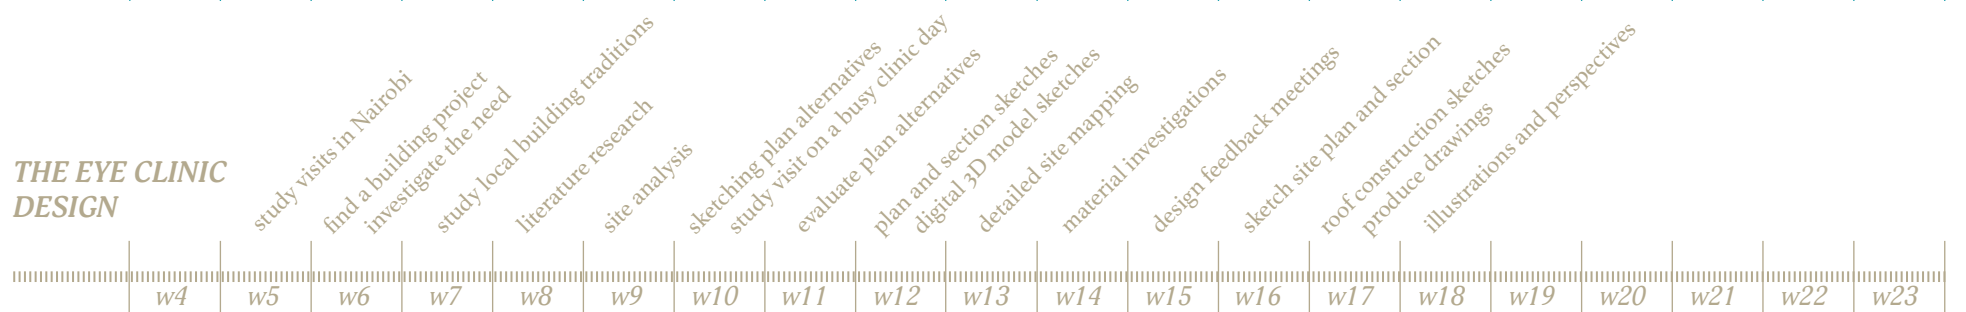 THE EYE CLINIC
DESIGN
study visits in Nairobi
find a building project
investigate the need
study local building traditions
literature research
site analysis
sketching plan alternatives
study visit on a busy clinic day
evaluate plan alternatives
plan and section sketches
digital 3D model sketches
detailed site mapping
material investigations
design feedback meetings
sketch site plan and section
roof construction sketches
produce drawings
illustrations and perspectives
w4 w5 w6 w7 w8 w9 w10 w11 w12 w13 w14 w15 w16 w17 w18 w19 w20 w21 w22 w23